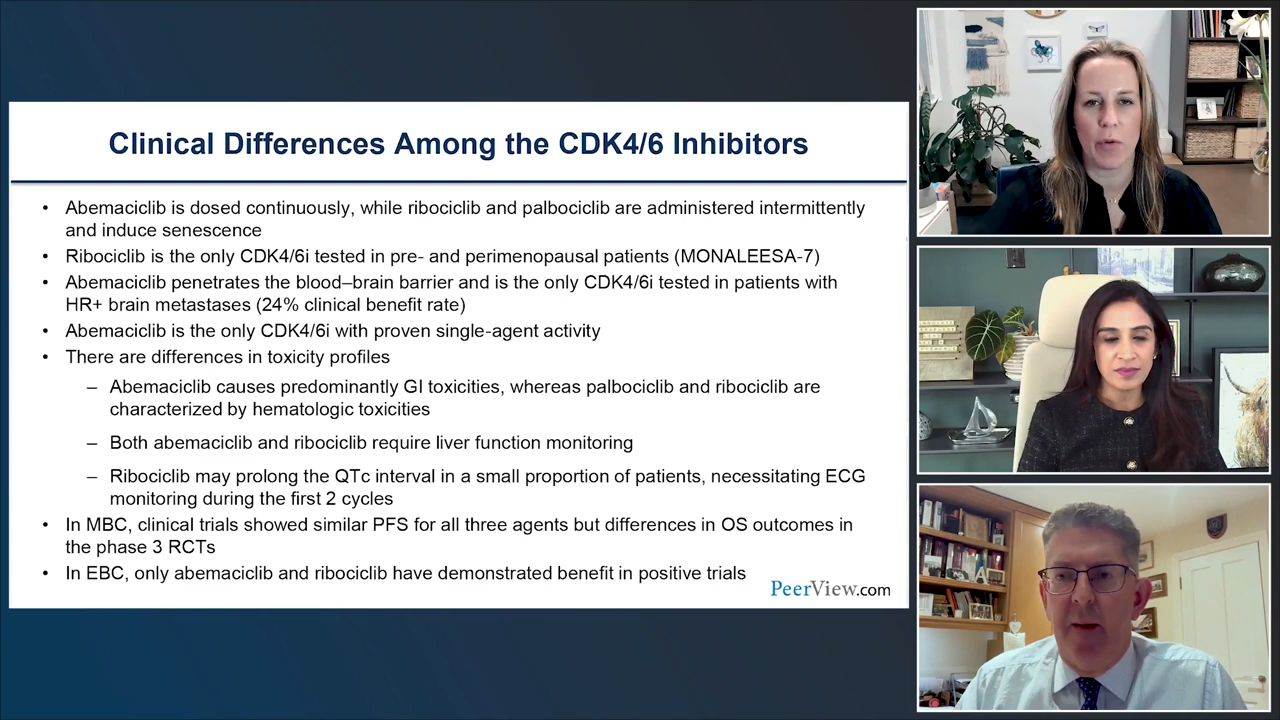 Clinical Differences Among the CDK4/6 Inhibitors
• Abemaciclib is dosed continuously, while ribociclib and palbociclib are administered intermittently
and induce senescence
• Ribociclib is the only CDK4/6i tested in pre- and perimenopausal patients (MONALEESA-7)
• Abemaciclib penetrates the blood–brain barrier and is the only CDK4/6i tested in patients with
HR+ brain metastases (24% clinical benefit rate)
• Abemaciclib is the only CDK4/6i with proven single-agent activity
• There are differences in toxicity profiles
– Abemaciclib causes predominantly GI toxicities, whereas palbociclib and ribociclib are
characterized by hematologic toxicities
– Both abemaciclib and ribociclib require liver function monitoring
– Ribociclib may prolong the QTc interval in a small proportion of patients, necessitating ECG
monitoring during the first 2 cycles
• In MBC, clinical trials showed similar PFS for all three agents but differences in OS outcomes in
the phase 3 RCTs
• In EBC, only abemaciclib and ribociclib have demonstrated benefit in positive trials
PeerView.com